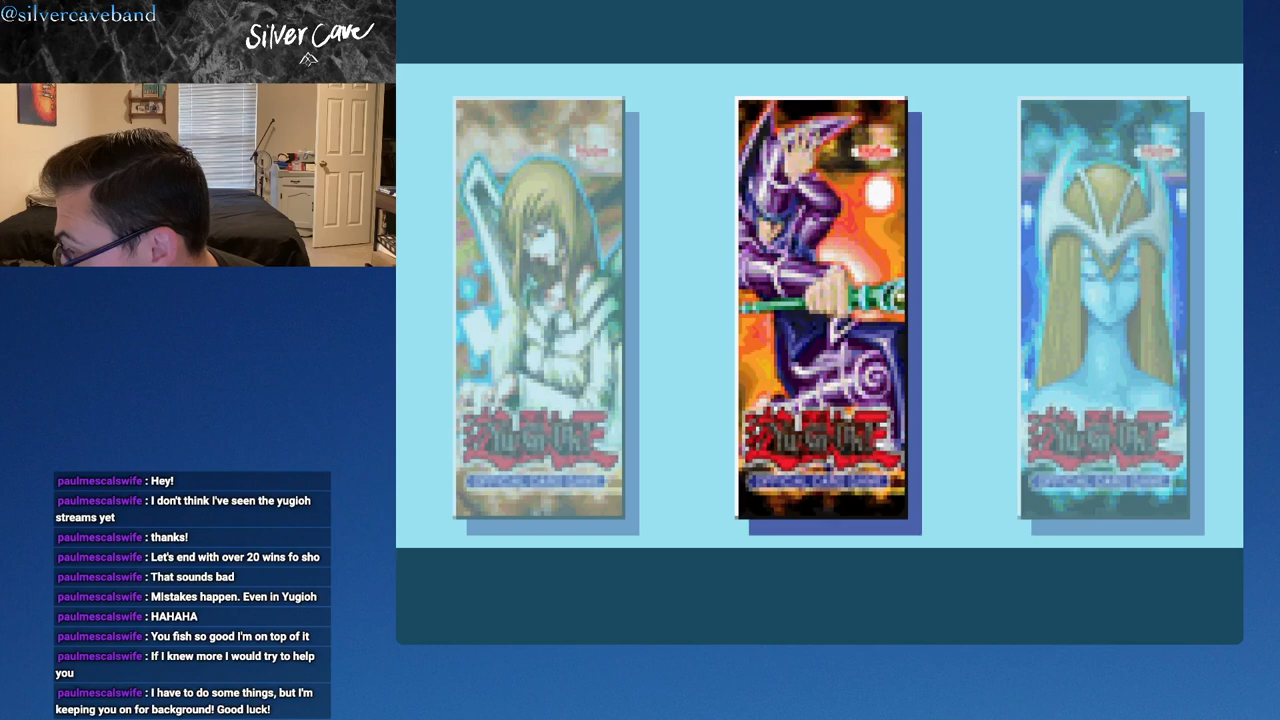 @silvercaveband
Silver Cave
paulmescalswife : Hey!
paulmescalswife : I don't think I've seen the yugioh
streams yet
paulmescalswife : thanks!
paulmescalswife : Let's end with over 20 wins fo sho
paulmescalswife : That sounds bad
paulmescalswife : MIstakes happen. Even in Yugioh
paulmescalswife : HAHAHA
paulmescalswife : You fish so good I'm on top of it
paulmescalswife : If I knew more I would try to help
you
paulmescalswife : I have to do some things, but I'm
keeping you on for background! Good luck!